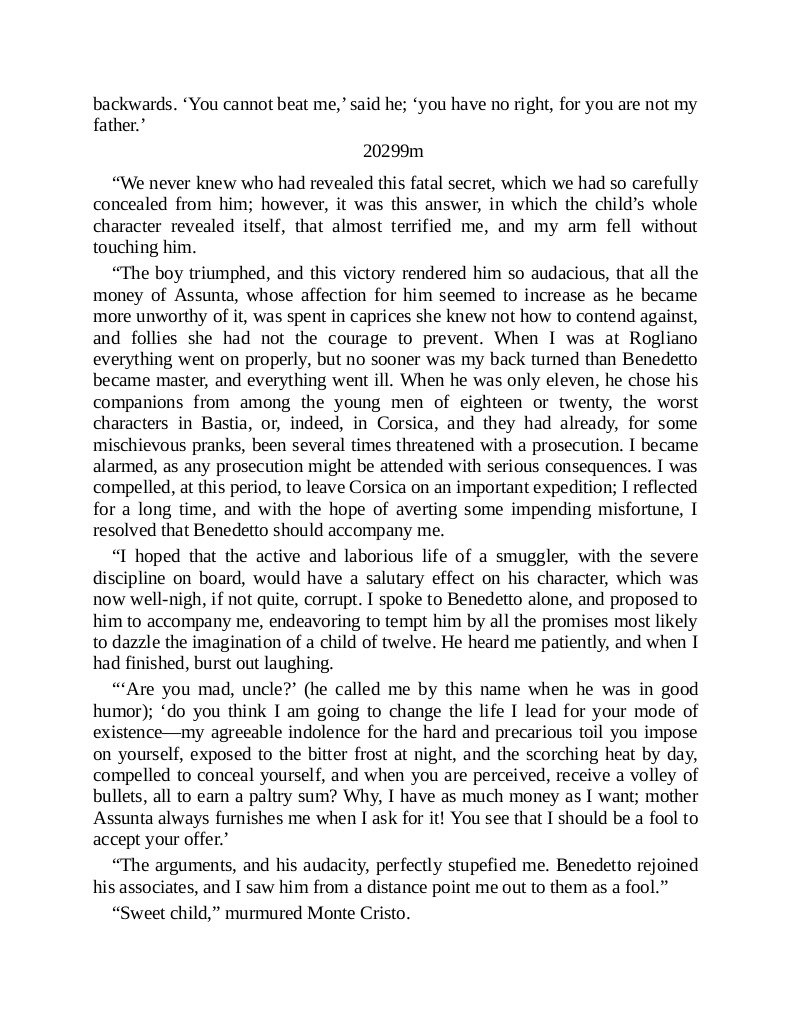 backwards. ‘You cannot beat me,’ said he; ‘you have no right, for you are not my
father.’
20299m
“We never knew who had revealed this fatal secret, which we had so carefully
concealed from him; however, it was this answer, in which the child’s whole
character revealed itself, that almost terrified me, and my arm fell without
touching him.
“The boy triumphed, and this victory rendered him so audacious, that all the
money of Assunta, whose affection for him seemed to increase as he became
more unworthy of it, was spent in caprices she knew not how to contend against,
and follies she had not the courage to prevent. When I was at Rogliano
everything went on properly, but no sooner was my back turned than Benedetto
became master, and everything went ill. When he was only eleven, he chose his
companions from among the young men of eighteen or twenty, the worst
characters in Bastia, or, indeed, in Corsica, and they had already, for some
mischievous pranks, been several times threatened with a prosecution. I became
alarmed, as any prosecution might be attended with serious consequences. I was
compelled, at this period, to leave Corsica on an important expedition; I reflected
for a long time, and with the hope of averting some impending misfortune, I
resolved that Benedetto should accompany me.
“I hoped that the active and laborious life of a smuggler, with the severe
discipline on board, would have a salutary effect on his character, which was
now well-nigh, if not quite, corrupt. I spoke to Benedetto alone, and proposed to
him to accompany me, endeavoring to tempt him by all the promises most likely
to dazzle the imagination of a child of twelve. He heard me patiently, and when I
had finished, burst out laughing.
“‘Are you mad, uncle?’ (he called me by this name when he was in good
humor); ‘do you think I am going to change the life I lead for your mode of
existence—my agreeable indolence for the hard and precarious toil you impose
on yourself, exposed to the bitter frost at night, and the scorching heat by day,
compelled to conceal yourself, and when you are perceived, receive a volley of
bullets, all to earn a paltry sum? Why, I have as much money as I want; mother
Assunta always furnishes me when I ask for it! You see that I should be a fool to
accept your offer.’
“The arguments, and his audacity, perfectly stupefied me. Benedetto rejoined
his associates, and I saw him from a distance point me out to them as a fool.”
“Sweet child,” murmured Monte Cristo.